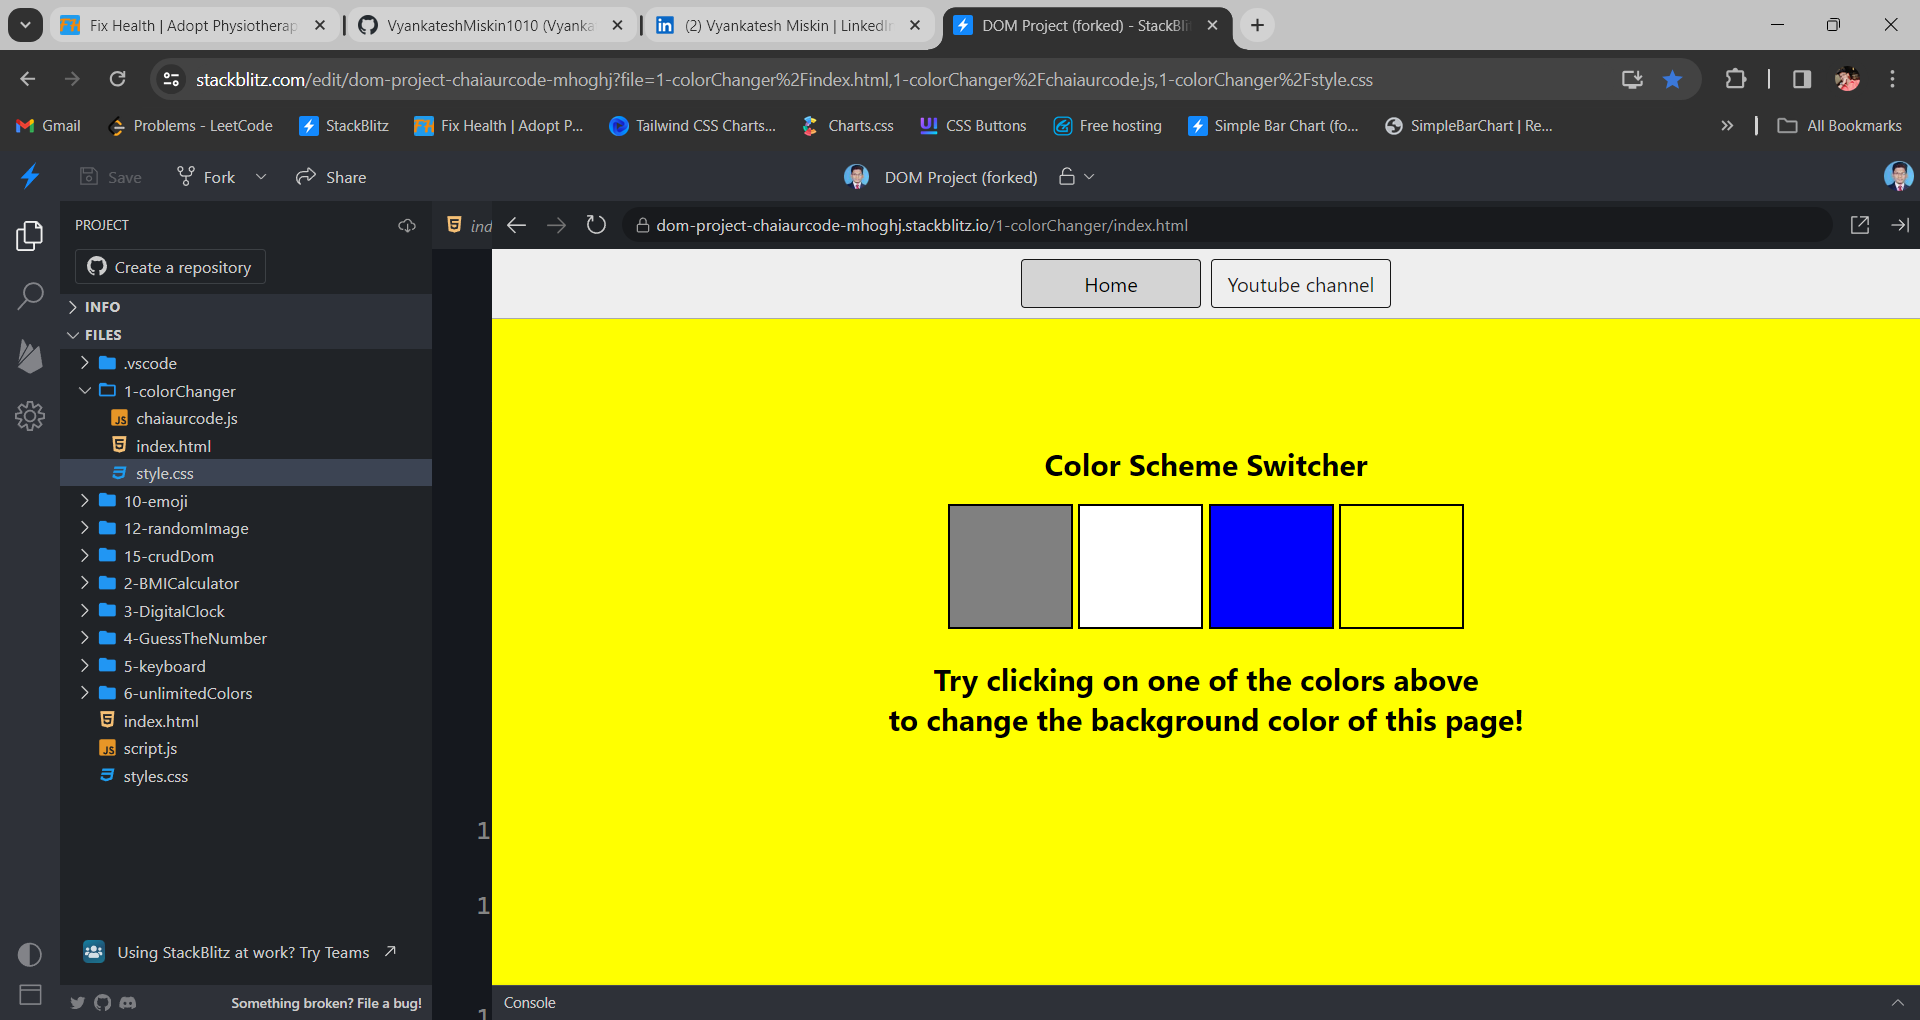 Fix Health | Adopt Physiotherap
VyankateshMiskin1010 (Vyanka
(2) Vyankatesh Miskin | LinkedIn
DOM Project (forked) - StackBlit
stackblitz.com/edit/dom-project-chaiaurcode-mhoghj?file=1-colorChanger%2Findex.html,1-colorChanger%2Fchaiaurcode.js,1-colorChanger%2Fstyle.css
Gmail
Problems - LeetCode
StackBlitz
Fix Health | Adopt P...
Tailwind CSS Charts...
Charts.css
CSS Buttons
Free hosting
Simple Bar Chart (fo...
SimpleBarChart | Re...
All Bookmarks
Save
Fork
Share
DOM Project (forked)
PROJECT
ind
dom-project-chaiaurcode-mhoghj.stackblitz.io/1-colorChanger/index.html
Create a repository
INFO
FILES
.vscode
1-colorChanger
chaiaurcode.js
index.html
style.css
10-emoji
12-randomImage
15-crudDom
2-BMICalculator
3-DigitalClock
4-GuessTheNumber
5-keyboard
6-unlimitedColors
index.html
script.js
styles.css
Home
Youtube channel
Color Scheme Switcher
Try clicking on one of the colors above
to change the background color of this page!
1
1
1
Using StackBlitz at work? Try Teams
Something broken? File a bug!
Console